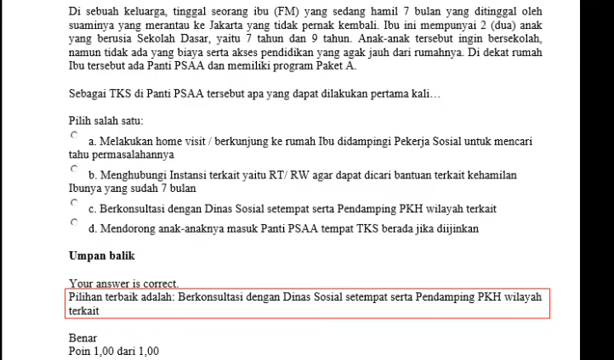 Di sebuah keluarga, tinggal seorang ibu (FM) yang sedang hamil 7 bulan yang ditinggal oleh
suaminya yang merantau ke Jakarta yang tidak pernak kembali. Ibu ini mempunyai 2 (dua) anak
yang berusia Sekolah Dasar, yaitu 7 tahun dan 9 tahun. Anak-anak tersebut ingin bersekolah,
namun tidak ada yang biaya serta akses pendidikan yang agak jauh dari rumahnya. Di dekat rumah
Ibu tersebut ada Panti PSAA dan memiliki program Paket A.
Sebagai TKS di Panti PSAA tersebut apa yang dapat dilakukan pertama kali…
Pilih salah satu:
a. Melakukan home visit / berkunjung ke rumah Ibu didampingi Pekerja Sosial untuk mencari
tahu permasalahannya
b. Menghubungi Instansi terkait yaitu RT/ RW agar dapat dicari bantuan terkait kehamilan
Ibunya yang sudah 7 bulan
c. Berkonsultasi dengan Dinas Sosial setempat serta Pendamping PKH wilayah terkait
d. Mendorong anak-anaknya masuk Panti PSAA tempat TKS berada jika diijinkan
Umpan balik
Your answer is correct.
Pilihan terbaik adalah: Berkonsultasi dengan Dinas Sosial setempat serta Pendamping PKH wilayah
terkait
Benar
Poin 1,00 dari 1,00